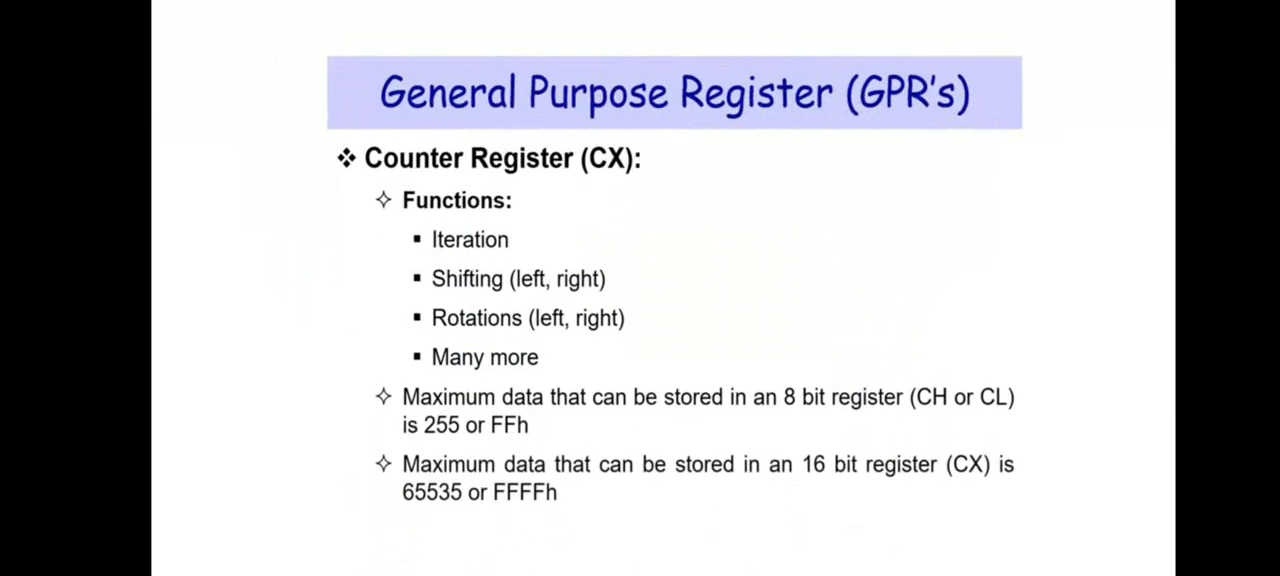 General Purpose Register (GPR's)
❖ Counter Register (CX):
✧ Functions:
▪ Iteration
▪ Shifting (left, right)
▪ Rotations (left, right)
▪ Many more
✧ Maximum data that can be stored in an 8 bit register (CH or CL)
is 255 or FFh
✧ Maximum data that can be stored in an 16 bit register (CX) is
65535 or FFFFh